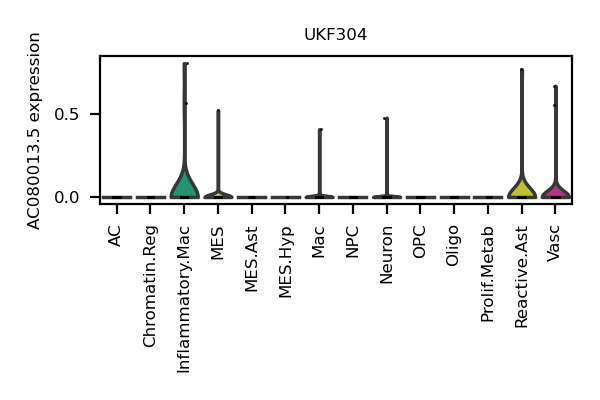 UKF304
AC080013.5 expression
0.5
0.0
AC
Chromatin.Reg
Inflammatory.Mac
MES
MES.Ast
MES.Hyp
Mac
NPC
Neuron
OPC
Oligo
Prolif.Metab
Reactive.Ast
Vasc